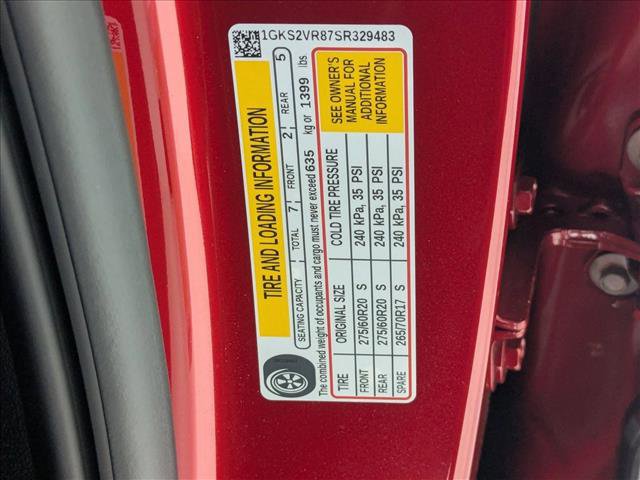 1GKS2VR87SR329483
TIRE AND LOADING INFORMATION
SEATING CAPACITY TOTAL 7 FRONT 2 REAR 5
The combined weight of occupants and cargo must never exceed 635 kg or 1399 lbs.
TIRE ORIGINAL SIZE COLD TIRE PRESSURE
FRONT 275/60R20 S 240 kPa, 35 PSI
REAR 275/60R20 S 240 kPa, 35 PSI
SPARE 265/70R17 S 240 kPa, 35 PSI
SEE OWNER'S
MANUAL FOR
ADDITIONAL
INFORMATION